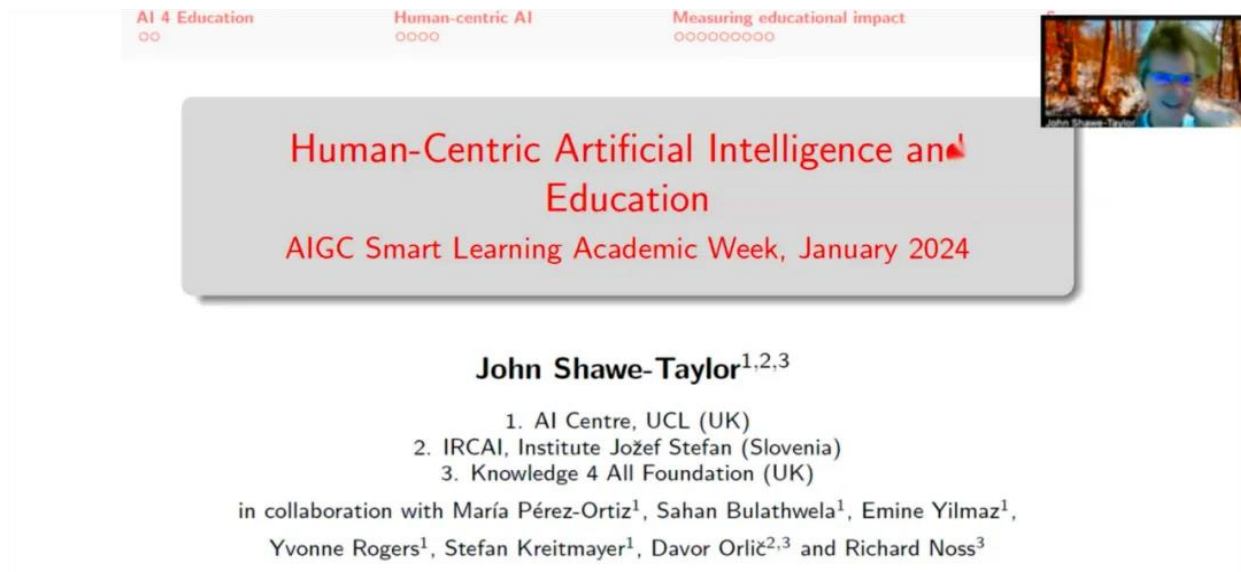 AI 4 Education
Human-centric AI
Measuring educational impact
John Shawe-Taylor
Human-Centric Artificial Intelligence and
Education
AIGC Smart Learning Academic Week, January 2024
John Shawe-Taylor1,2,3
1. AI Centre, UCL (UK)
2. IRCAI, Institute Jožef Stefan (Slovenia)
3. Knowledge 4 All Foundation (UK)
in collaboration with María Pérez-Ortiz1, Sahan Bulathwela1, Emine Yilmaz1,
Yvonne Rogers1, Stefan Kreitmayer1, Davor Orlič2,3 and Richard Noss3